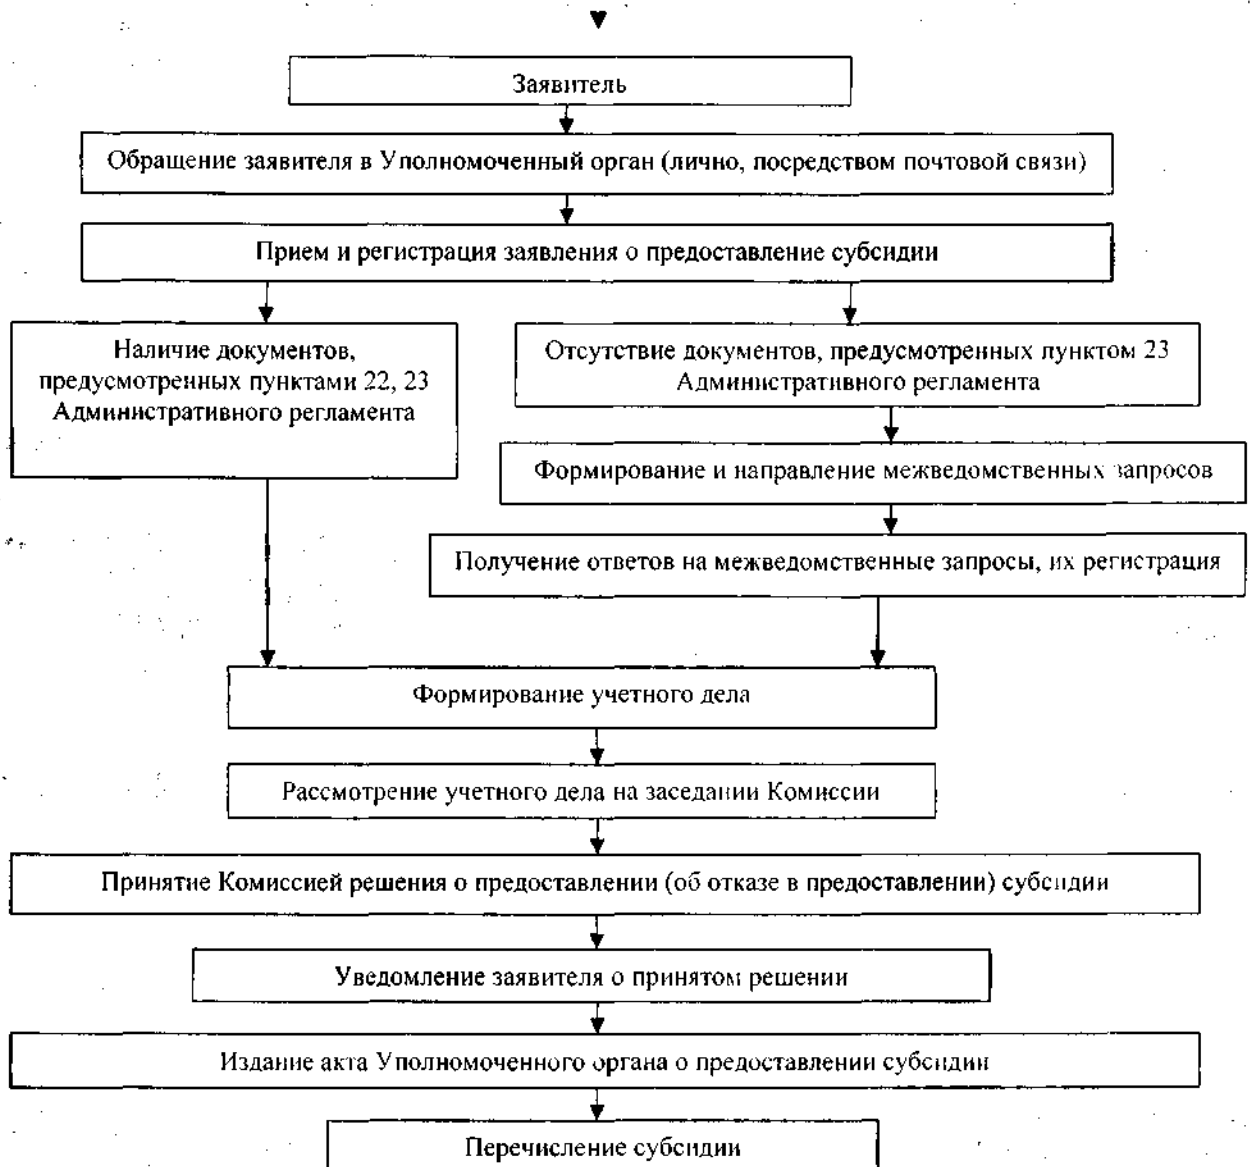 Заявитель
Обращение заявителя в Уполномоченный орган (лично, посредством почтовой связи)
Прием и регистрация заявления о предоставление субсидии
Наличие документов,
предусмотренных пунктами 22, 23
Административного регламента
Отсутствие документов, предусмотренных пунктом 23
Административного регламента
Формирование и направление межведомственных запросов
Получение ответов на межведомственные запросы, их регистрация
Формирование учетного дела
Рассмотрение учетного дела на заседании Комиссии
Принятие Комиссией решения о предоставлении (об отказе в предоставлении) субсидии
Уведомление заявителя о принятом решении
Издание акта Уполномоченного органа о предоставлении субсидии
Перечисление субсидии